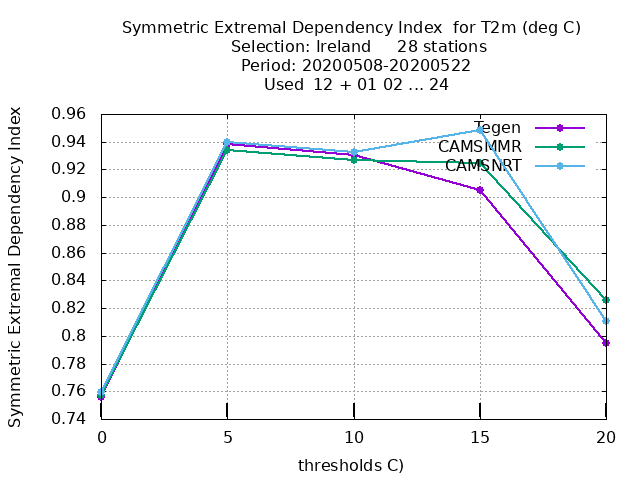 Symmetric Extremal Dependency Index  for T2m (deg C)
Selection: Ireland     28 stations
Period: 20200508-20200522
Used  12 + 01 02 ... 24
Symmetric Extremal Dependency Index
0.96
0.94
0.92
0.9
0.88
0.86
0.84
0.82
0.8
0.78
0.76
0.74
Tegen
CAMSNMR
CAMSNRT
0 5 10 15 20
thresholds C)